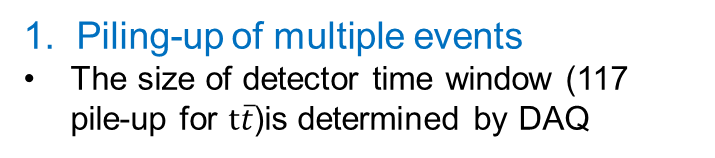 1. Piling-up of multiple events
• The size of detector time window (117
pile-up for tt̅)is determined by DAQ